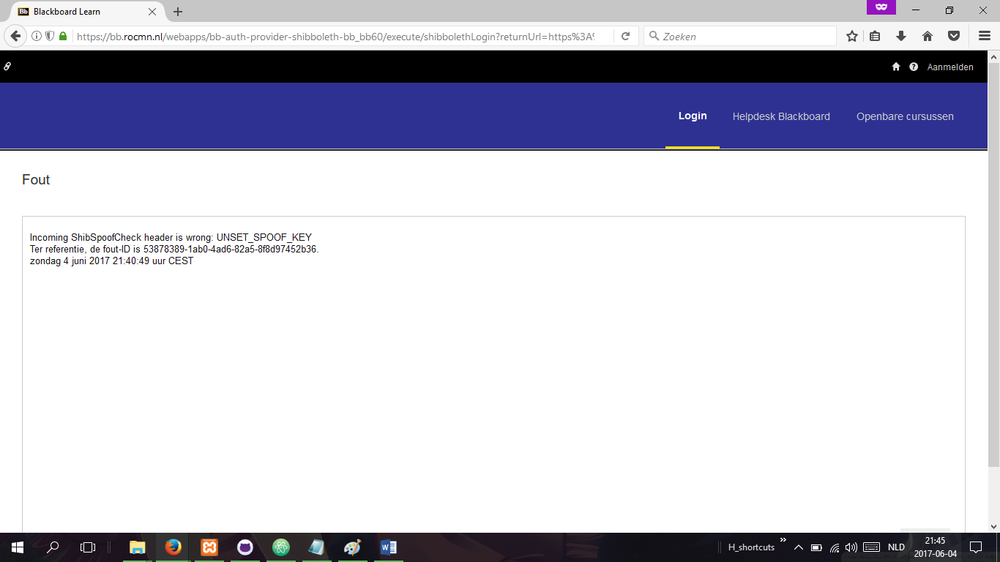 Bb Blackboard Learn
https://bb.rocmn.nl/webapps/bb-auth-provider-shibboleth-bb_bb60/execute/shibbolethLogin?returnUrl=https%3A%
Zoeken
Aanmelden
Login
Helpdesk Blackboard
Openbare cursussen
Fout
Incoming ShibSpoofCheck header is wrong: UNSET_SPOOF_KEY
Ter referentie, de fout-ID is 53878389-1ab0-4ad6-82a5-8f8d97452b36.
zondag 4 juni 2017 21:40:49 uur CEST
H_shortcuts
NLD
21:45
2017-06-04